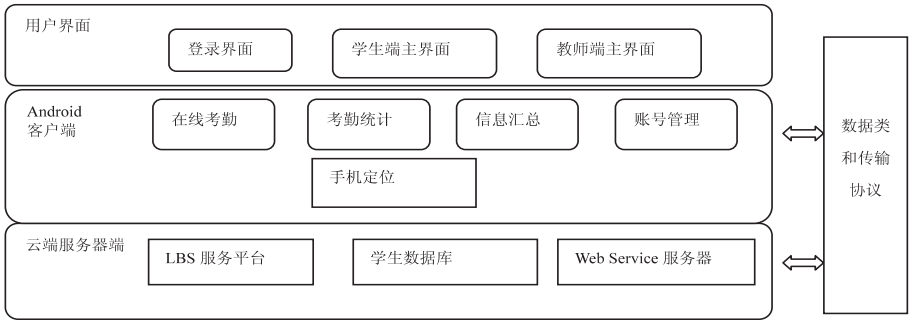 用户界面
登录界面
学生端主界面
教师端主界面
Android
客户端
在线考勤
考勤统计
信息汇总
账号管理
手机定位
云端服务器端
LBS 服务平台
学生数据库
Web Service 服务器
数据类
和传输
协议